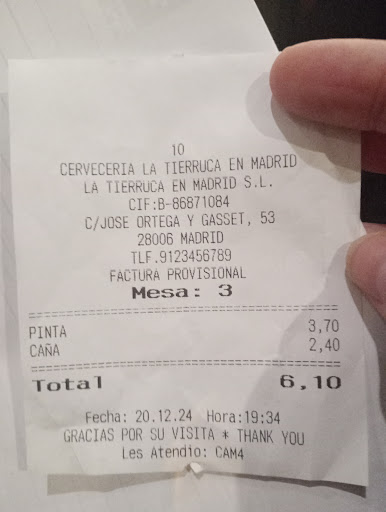 10
CERVECERIA LA TIERRUCA EN MADRID
LA TIERRUCA EN MADRID S.L.
CIF:B-86871084
C/JOSE ORTEGA Y GASSET, 53
28006 MADRID
TLF.9123456789
FACTURA PROVISIONAL
Mesa: 3
PINTA 3,70
CAÑA 2,40
Total 6,10
Fecha: 20.12.24 Hora:19:34
GRACIAS POR SU VISITA * THANK YOU
Les Atendio: CAM4